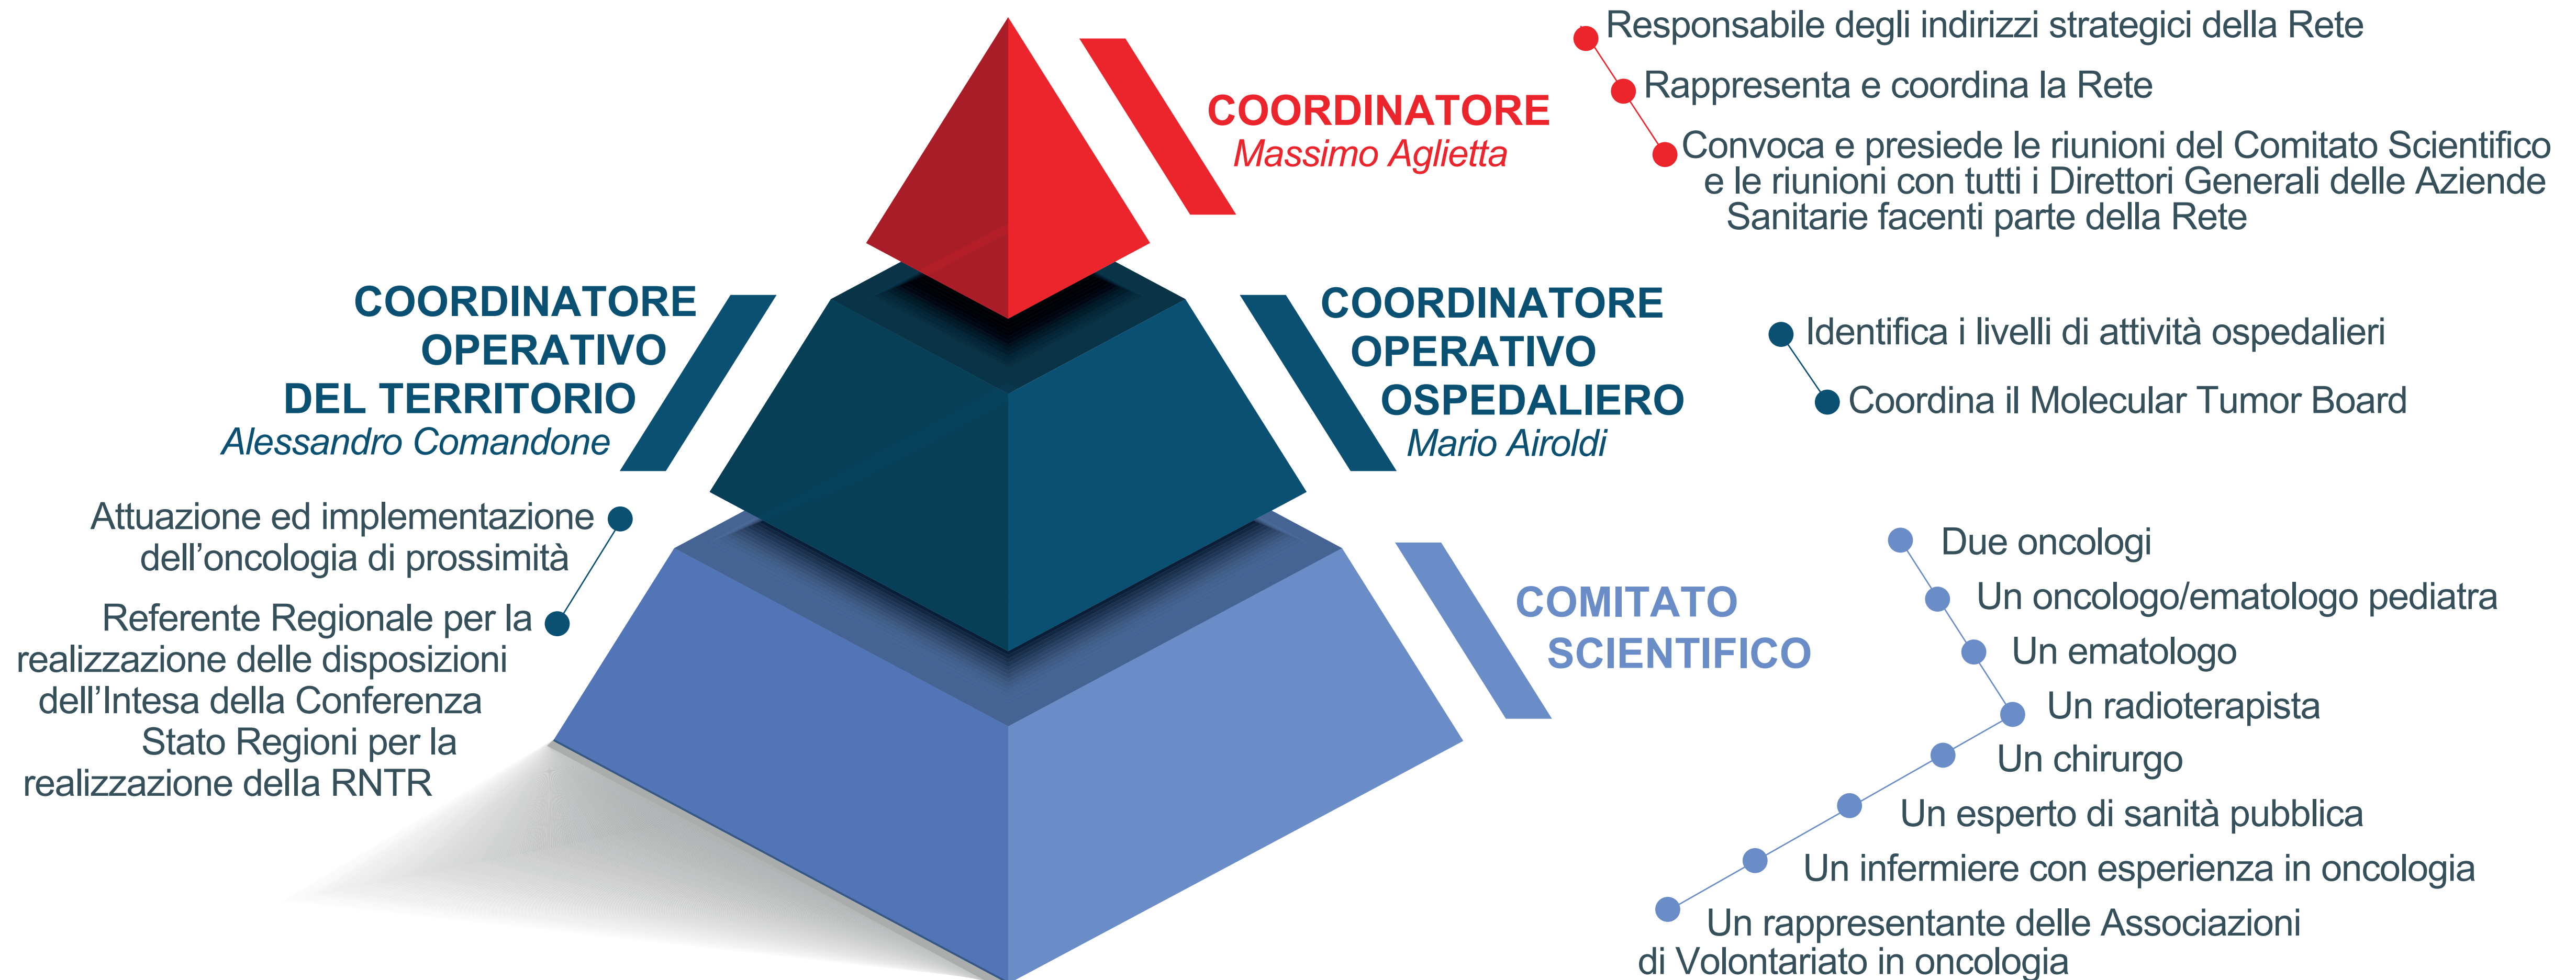 COORDINATORE
Massimo Aglietta
Responsabile degli indirizzi strategici della Rete
Rappresenta e coordina la Rete
Convoca e presiede le riunioni del Comitato Scientifico
e le riunioni con tutti i Direttori Generali delle Aziende
Sanitarie facenti parte della Rete
COORDINATORE
OPERATIVO
DEL TERRITORIO
Alessandro Comandone
Attuazione ed implementazione
dell’oncologia di prossimità
Referente Regionale per la
realizzazione delle disposizioni
dell’Intesa della Conferenza
Stato Regioni per la
realizzazione della RNTR
COORDINATORE
OPERATIVO
OSPEDALIERO
Mario Airoldi
Identifica i livelli di attività ospedalieri
Coordina il Molecular Tumor Board
COMITATO
SCIENTIFICO
Due oncologi
Un oncologo/ematologo pediatra
Un ematologo
Un radioterapista
Un chirurgo
Un esperto di sanità pubblica
Un infermiere con esperienza in oncologia
Un rappresentante delle Associazioni
di Volontariato in oncologia